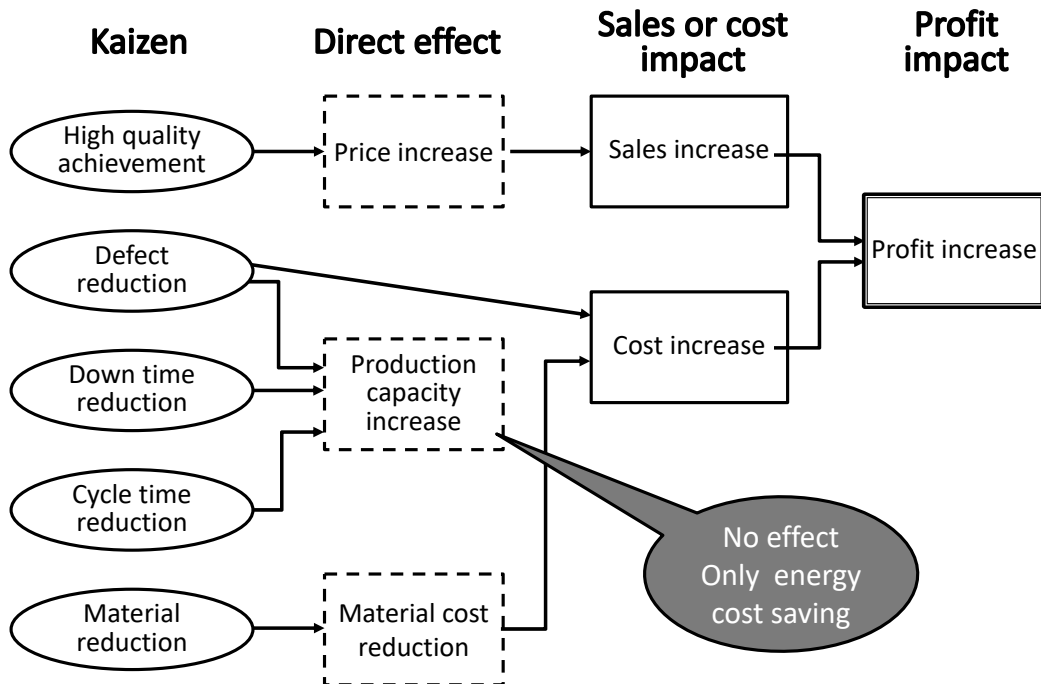 Kaizen
Direct effect
Sales or cost
impact
Profit
impact
High quality
achievement
Price increase
Sales increase
Profit increase
Defect
reduction
Cost increase
Down time
reduction
Production
capacity
increase
Cycle time
reduction
No effect
Only energy
cost saving
Material
reduction
Material cost
reduction